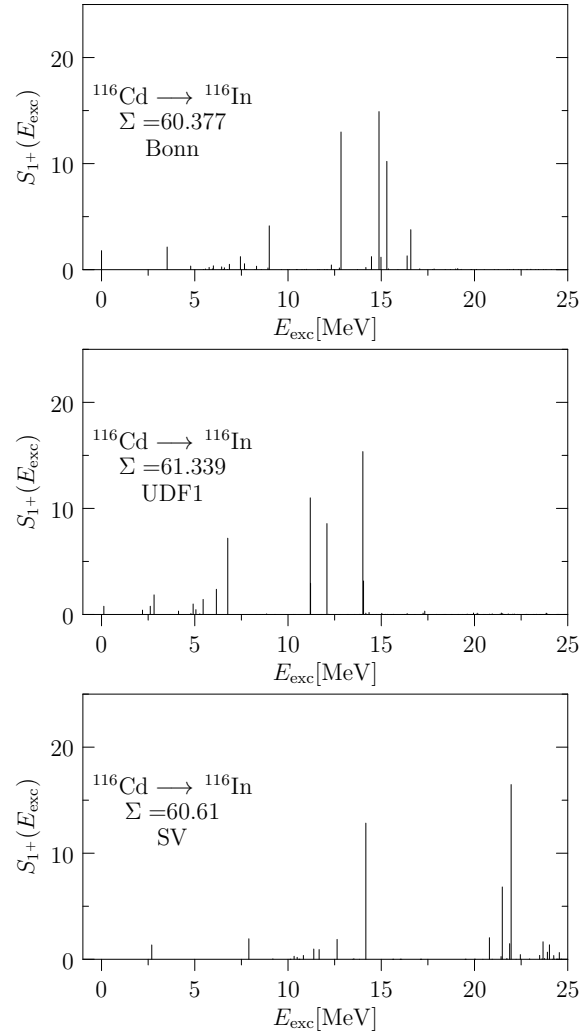 20
10
0
S₁₊(E_exc)
¹¹⁶Cd ⟶ ¹¹⁶In
Σ =60.377
Bonn
0 5 10 15 20 25
E_exc[MeV]
20
10
0
S₁₊(E_exc)
¹¹⁶Cd ⟶ ¹¹⁶In
Σ =61.339
UDF1
0 5 10 15 20 25
E_exc[MeV]
20
10
0
S₁₊(E_exc)
¹¹⁶Cd ⟶ ¹¹⁶In
Σ =60.61
SV
0 5 10 15 20 25
E_exc[MeV]